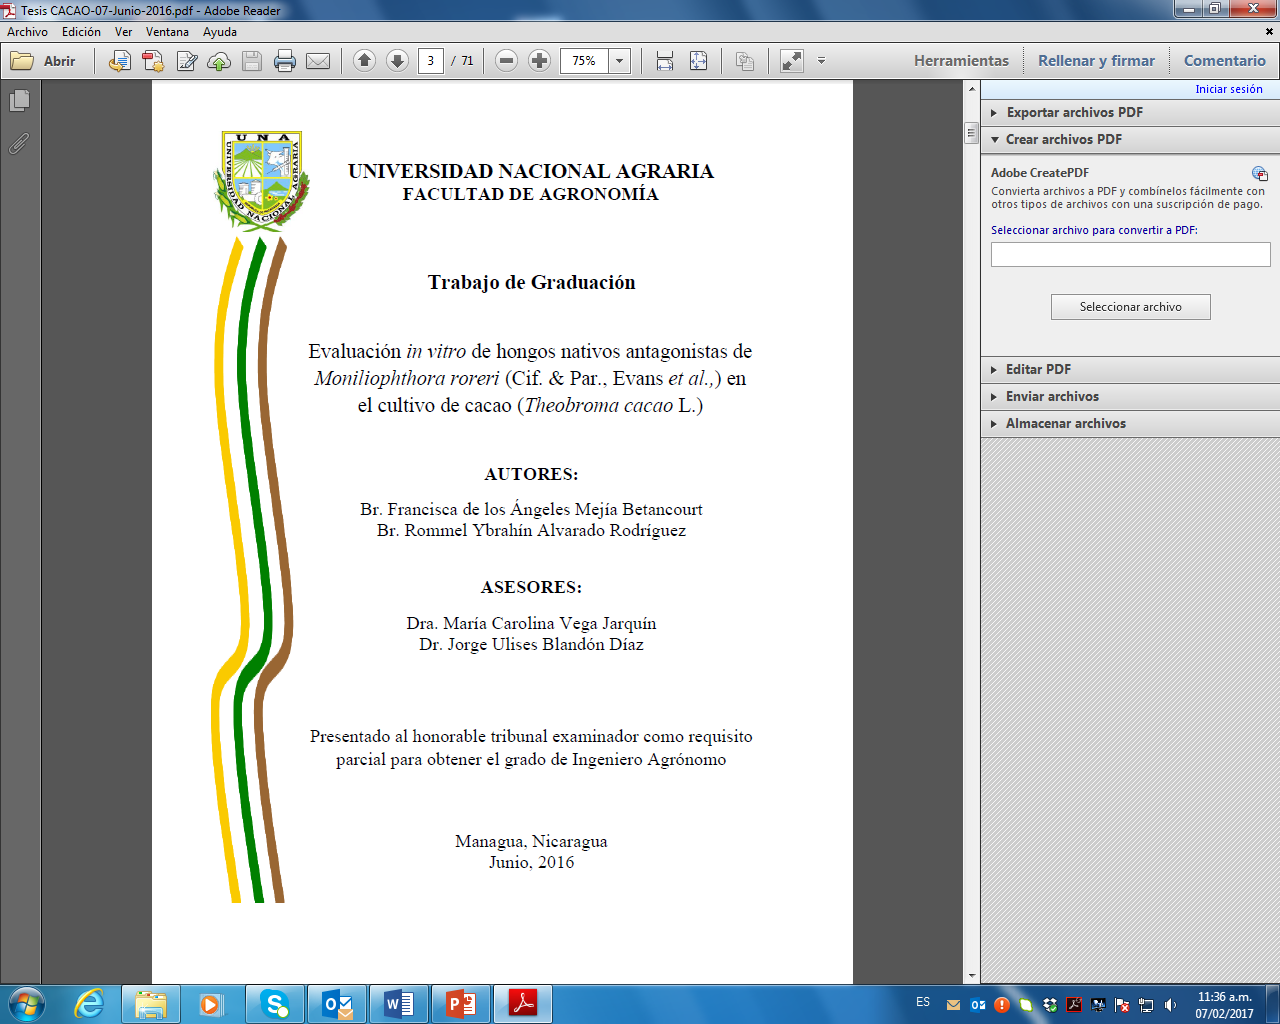 Tesis CACAO-07-Junio-2016.pdf - Adobe Reader
Archivo Edición Ver Ventana Ayuda
Abrir 3 / 71 75% Herramientas Rellenar y firmar Comentario
Iniciar sesión
Exportar archivos PDF
Crear archivos PDF
Adobe CreatePDF
Convierta archivos a PDF y combínelos fácilmente con
otros tipos de archivos con una suscripción de pago.
Seleccionar archivo para convertir a PDF:
Seleccionar archivo
Editar PDF
Enviar archivos
Almacenar archivos
UNA
UNIVERSIDAD NACIONAL AGRARIA
UNIVERSIDAD NACIONAL AGRARIA
FACULTAD DE AGRONOMÍA
Trabajo de Graduación
Evaluación in vitro de hongos nativos antagonistas de
Moniliophthora roreri (Cif. & Par., Evans et al.,) en
el cultivo de cacao (Theobroma cacao L.)
AUTORES:
Br. Francisca de los Ángeles Mejía Betancourt
Br. Rommel Ybrahín Alvarado Rodríguez
ASESORES:
Dra. María Carolina Vega Jarquín
Dr. Jorge Ulises Blandón Díaz
Presentado al honorable tribunal examinador como requisito
parcial para obtener el grado de Ingeniero Agrónomo
Managua, Nicaragua
Junio, 2016
ES
11:36 a.m.
07/02/2017